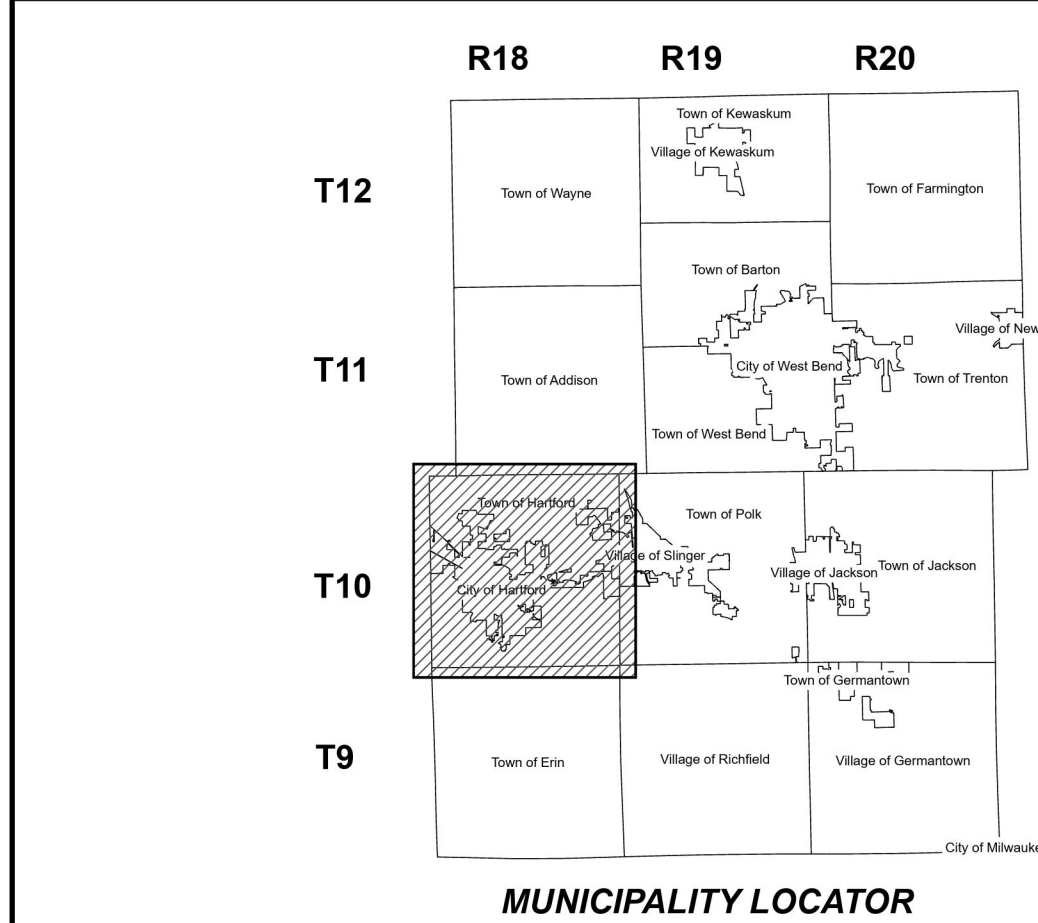 R18 R19 R20
Town of Kewaskum
Village of Kewaskum
T12
Town of Wayne
Town of Farmington
Town of Barton
Village of New
T11
City of West Bend
Town of Addison
Town of Trenton
Town of West Bend
Town of Hartford
Town of Polk
Village of Slinger
Village of Jackson
Town of Jackson
T10
City of Hartford
Town of Germantown
T9
Town of Erin
Village of Richfield
Village of Germantown
City of Milwauke
MUNICIPALITY LOCATOR